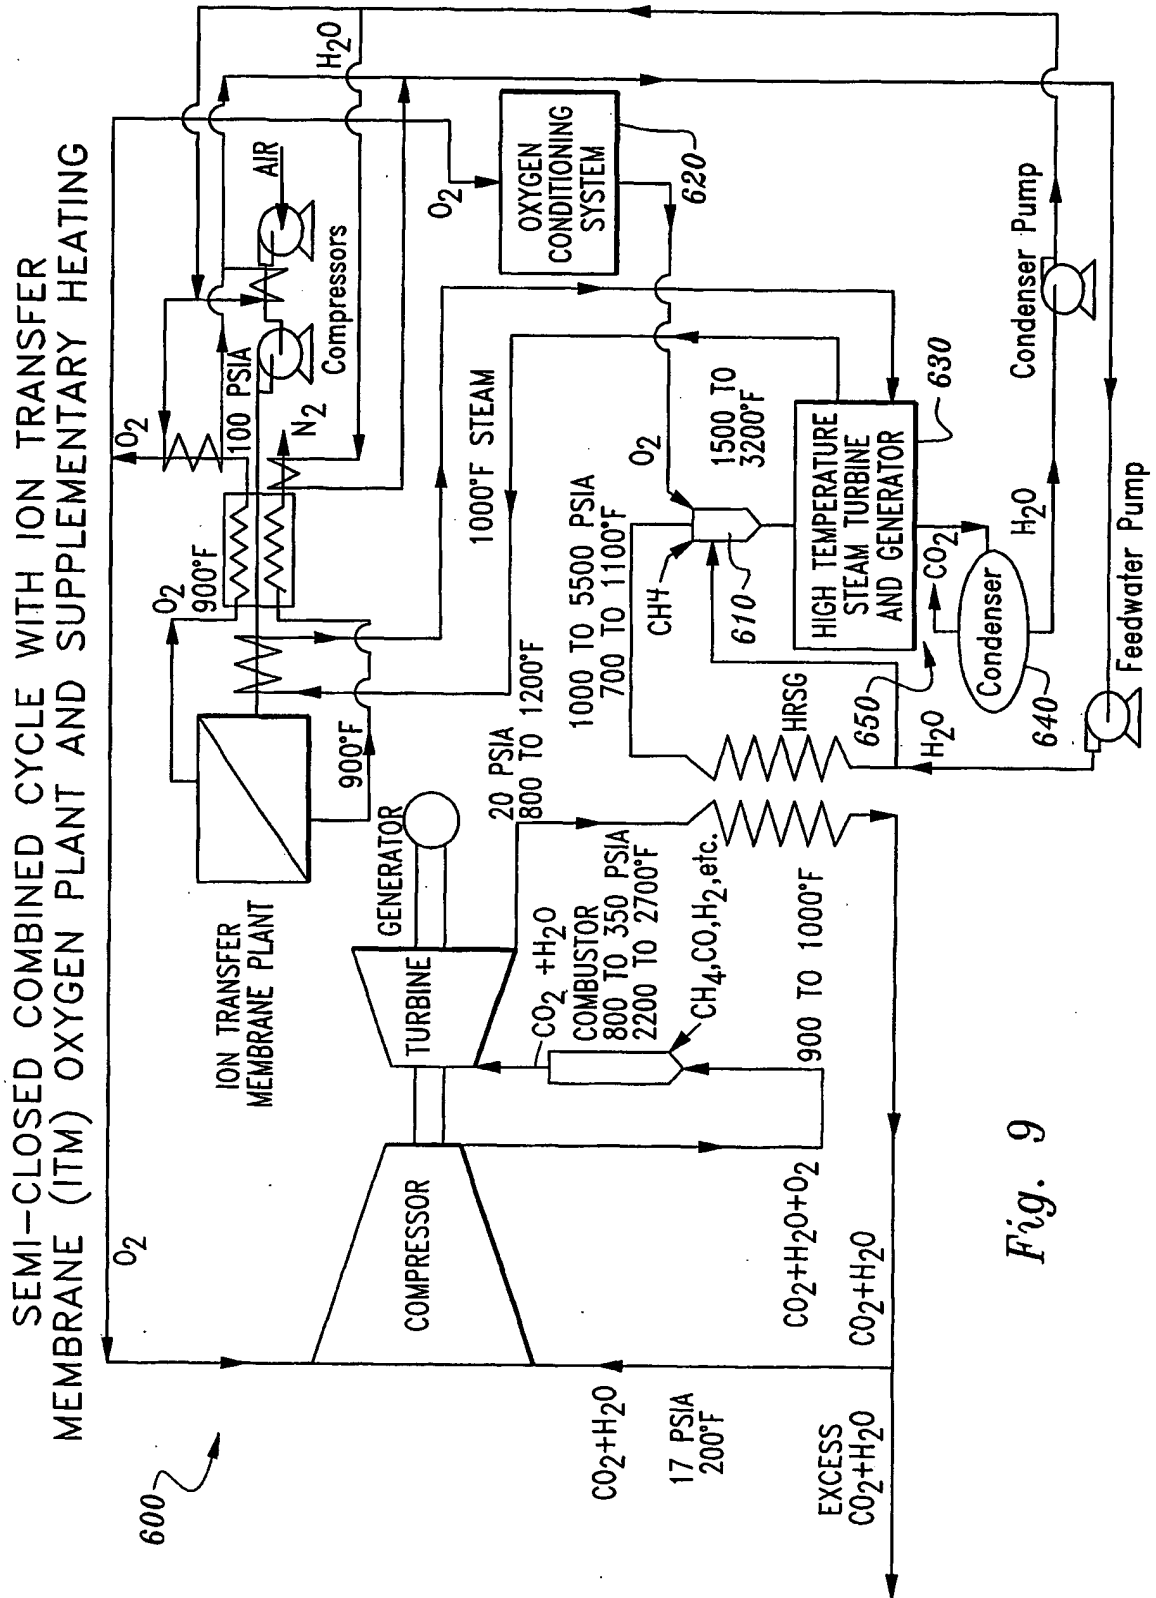 SEMI-CLOSED COMBINED CYCLE WITH ION TRANSFER
MEMBRANE (ITM) OXYGEN PLANT AND SUPPLEMENTARY HEATING
600
O2
ION TRANSFER
MEMBRANE PLANT
O2
900°F
900°F
O2
100 PSIA
N2
Compressors
AIR
H2O
1000°F STEAM
O2
OXYGEN
CONDITIONING
SYSTEM
620
COMPRESSOR
TURBINE
GENERATOR
20 PSIA
800 TO 1200°F
CO2 +H2O
COMBUSTOR
800 TO 350 PSIA
2200 TO 2700°F
CH4,CO,H2,etc.
900 TO 1000°F
1000 TO 5500 PSIA
700 TO 1100°F
CH4
O2
610
1500 TO
3200°F
HIGH TEMPERATURE
STEAM TURBINE
AND GENERATOR
630
HRSG
650
H2O
CO2
Condenser
640
H2O
Condenser Pump
Feedwater Pump
CO2+H2O
17 PSIA
200°F
CO2+H2O+O2
CO2+H2O
EXCESS
CO2+H2O
Fig. 9